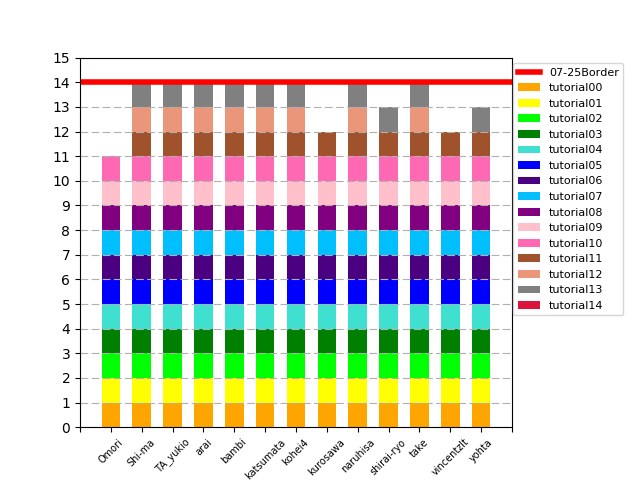 15
14
13
12
11
10
9
8
7
6
5
4
3
2
1
0
Omori
Shi-ma
TA_yukio
arai
bambi
katsumata
kohei4
kurosawa
naruhisa
shirai-ryo
take
vincentzlt
yohta
07-25Border
tutorial00
tutorial01
tutorial02
tutorial03
tutorial04
tutorial05
tutorial06
tutorial07
tutorial08
tutorial09
tutorial10
tutorial11
tutorial12
tutorial13
tutorial14